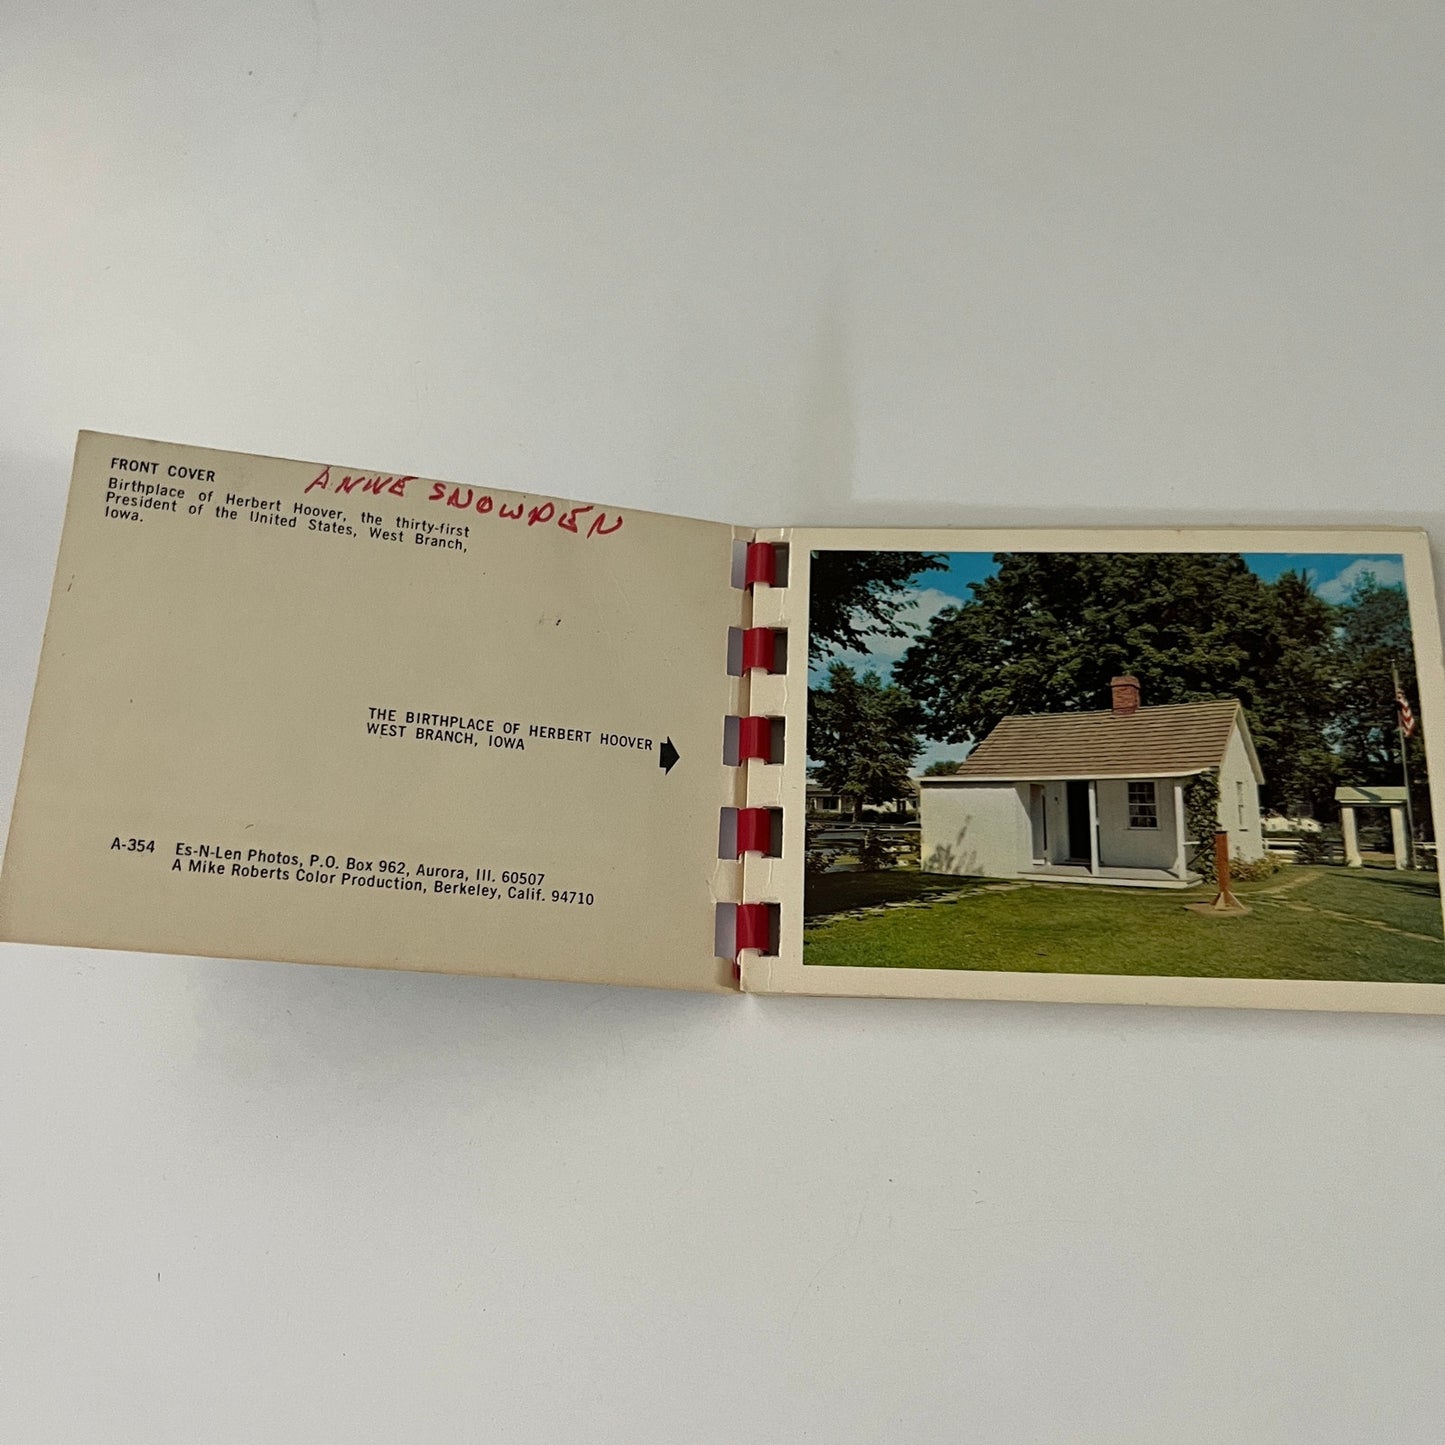 FRONT COVER
ANNE SNOWDEN
Birthplace of Herbert Hoover, the thirty-first
President of the United States, West Branch,
Iowa.
THE BIRTHPLACE OF HERBERT HOOVER
WEST BRANCH, IOWA
A-354 Es-N-Len Photos, P.O. Box 962, Aurora, Ill. 60507
A Mike Roberts Color Production, Berkeley, Calif. 94710